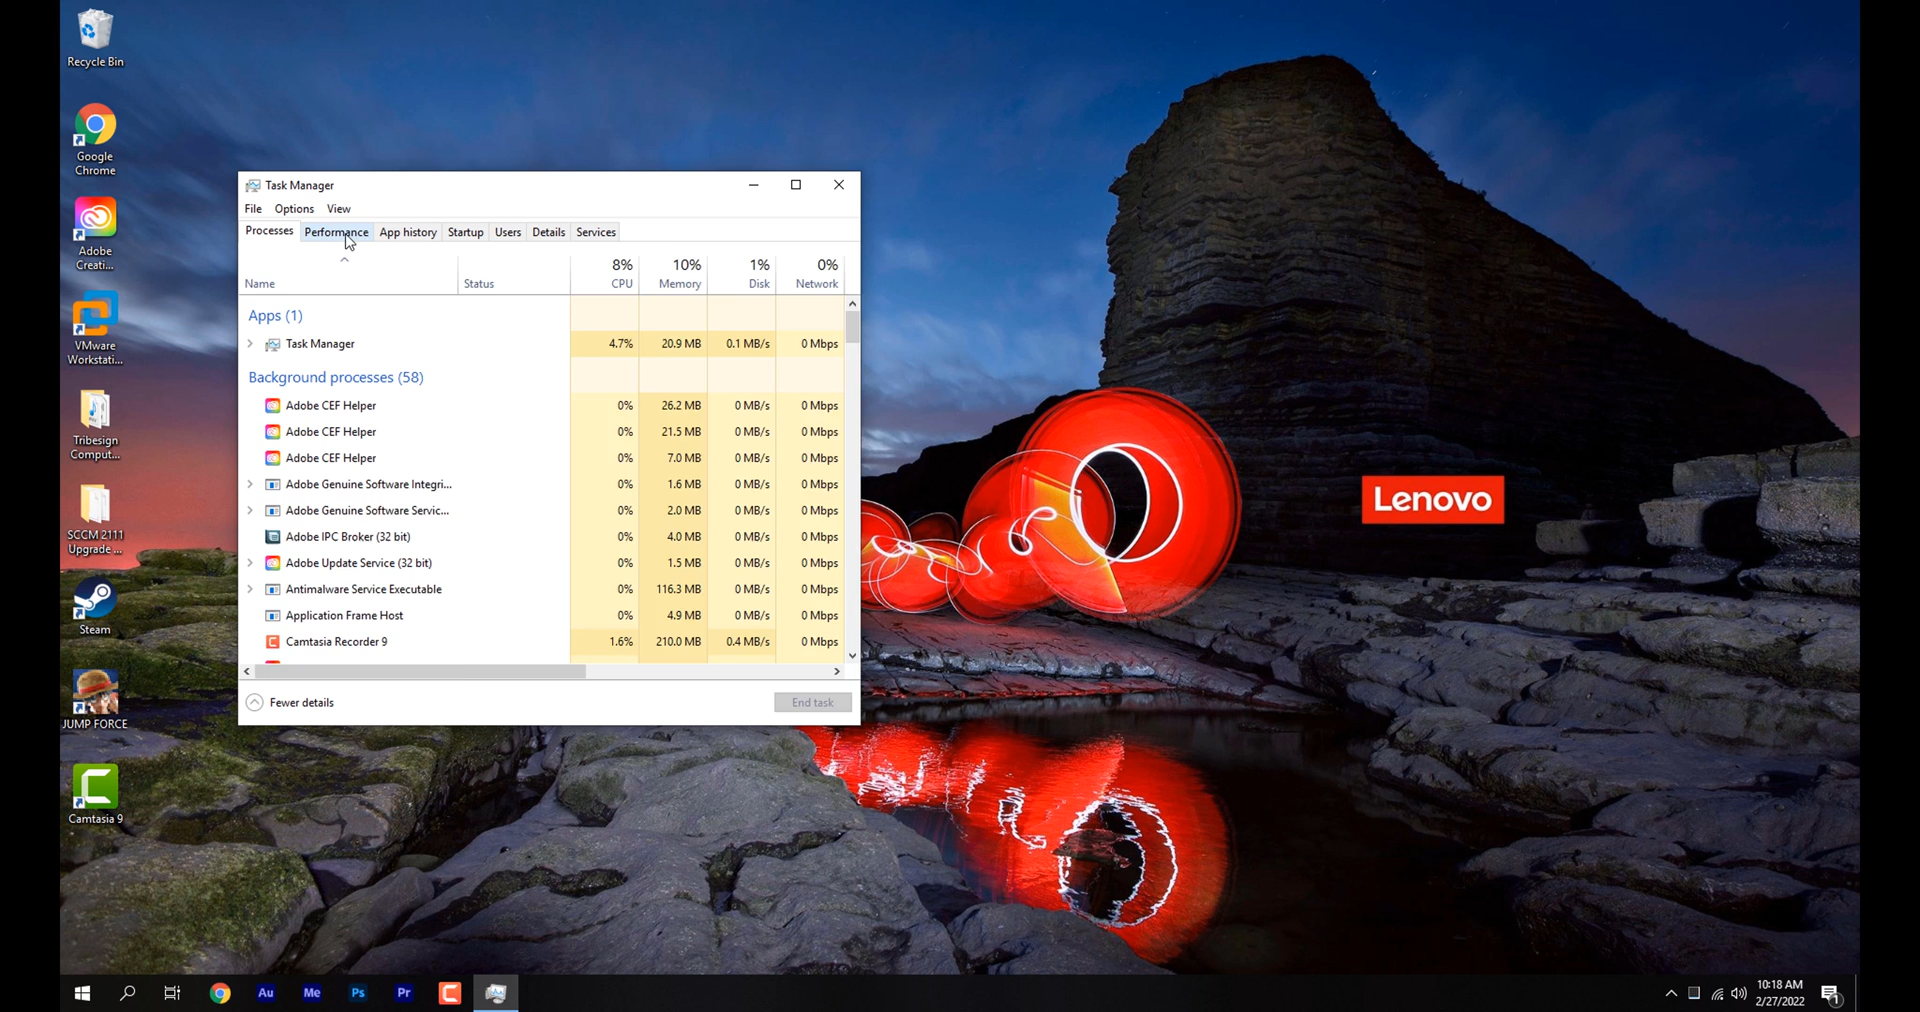 Recycle Bin
Google
Chrome
Adobe
Creati...
VMware
Workstati...
Tribesign
Comput...
SCCM 2111
Upgrade ...
Steam
JUMP FORCE
Camtasia 9
Task Manager
File Options View
Processes Performance App history Startup Users Details Services
8% 10% 1% 0%
Name Status CPU Memory Disk Network
Apps (1)
Task Manager 4.7% 20.9 MB 0.1 MB/s 0 Mbps
Background processes (58)
Adobe CEF Helper 0% 26.2 MB 0 MB/s 0 Mbps
Adobe CEF Helper 0% 21.5 MB 0 MB/s 0 Mbps
Adobe CEF Helper 0% 7.0 MB 0 MB/s 0 Mbps
Adobe Genuine Software Integri... 0% 1.6 MB 0 MB/s 0 Mbps
Adobe Genuine Software Servic... 0% 2.0 MB 0 MB/s 0 Mbps
Adobe IPC Broker (32 bit) 0% 4.0 MB 0 MB/s 0 Mbps
Adobe Update Service (32 bit) 0% 1.5 MB 0 MB/s 0 Mbps
Antimalware Service Executable 0% 116.3 MB 0 MB/s 0 Mbps
Application Frame Host 0% 4.9 MB 0 MB/s 0 Mbps
Camtasia Recorder 9 1.6% 210.0 MB 0.4 MB/s 0 Mbps
Fewer details End task
Lenovo
Au Me Ps Pr
10:18 AM
2/27/2022
1